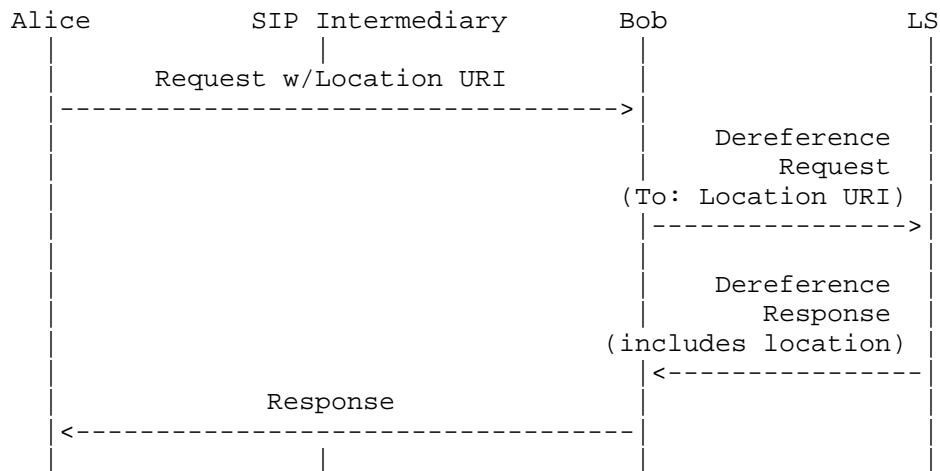 Alice SIP Intermediary Bob LS
Request w/Location URI
Dereference
Request
(To: Location URI)
Dereference
Response
(includes location)
Response